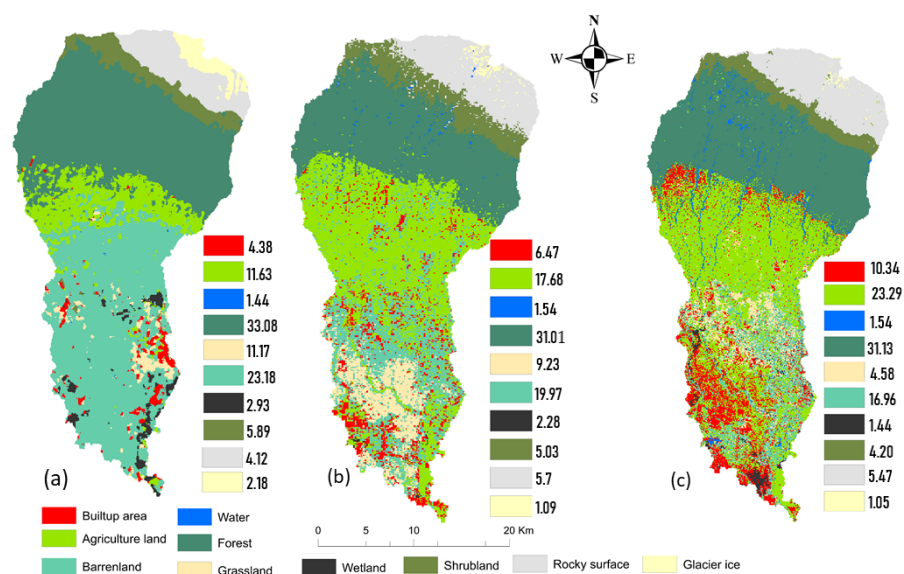 N
W E
S
4.38
11.63
1.44
33.08
11.17
23.18
2.93
5.89
4.12
2.18
(a)
6.47
17.68
1.54
31.01
9.23
19.97
2.28
5.03
5.7
1.09
(b)
10.34
23.29
1.54
31.13
4.58
16.96
1.44
4.20
5.47
1.05
(c)
Builtup area
Water
Agriculture land
Forest
Barrenland
Grassland
Wetland
Shrubland
Rocky surface
Glacier ice
0 5 10 20 Km